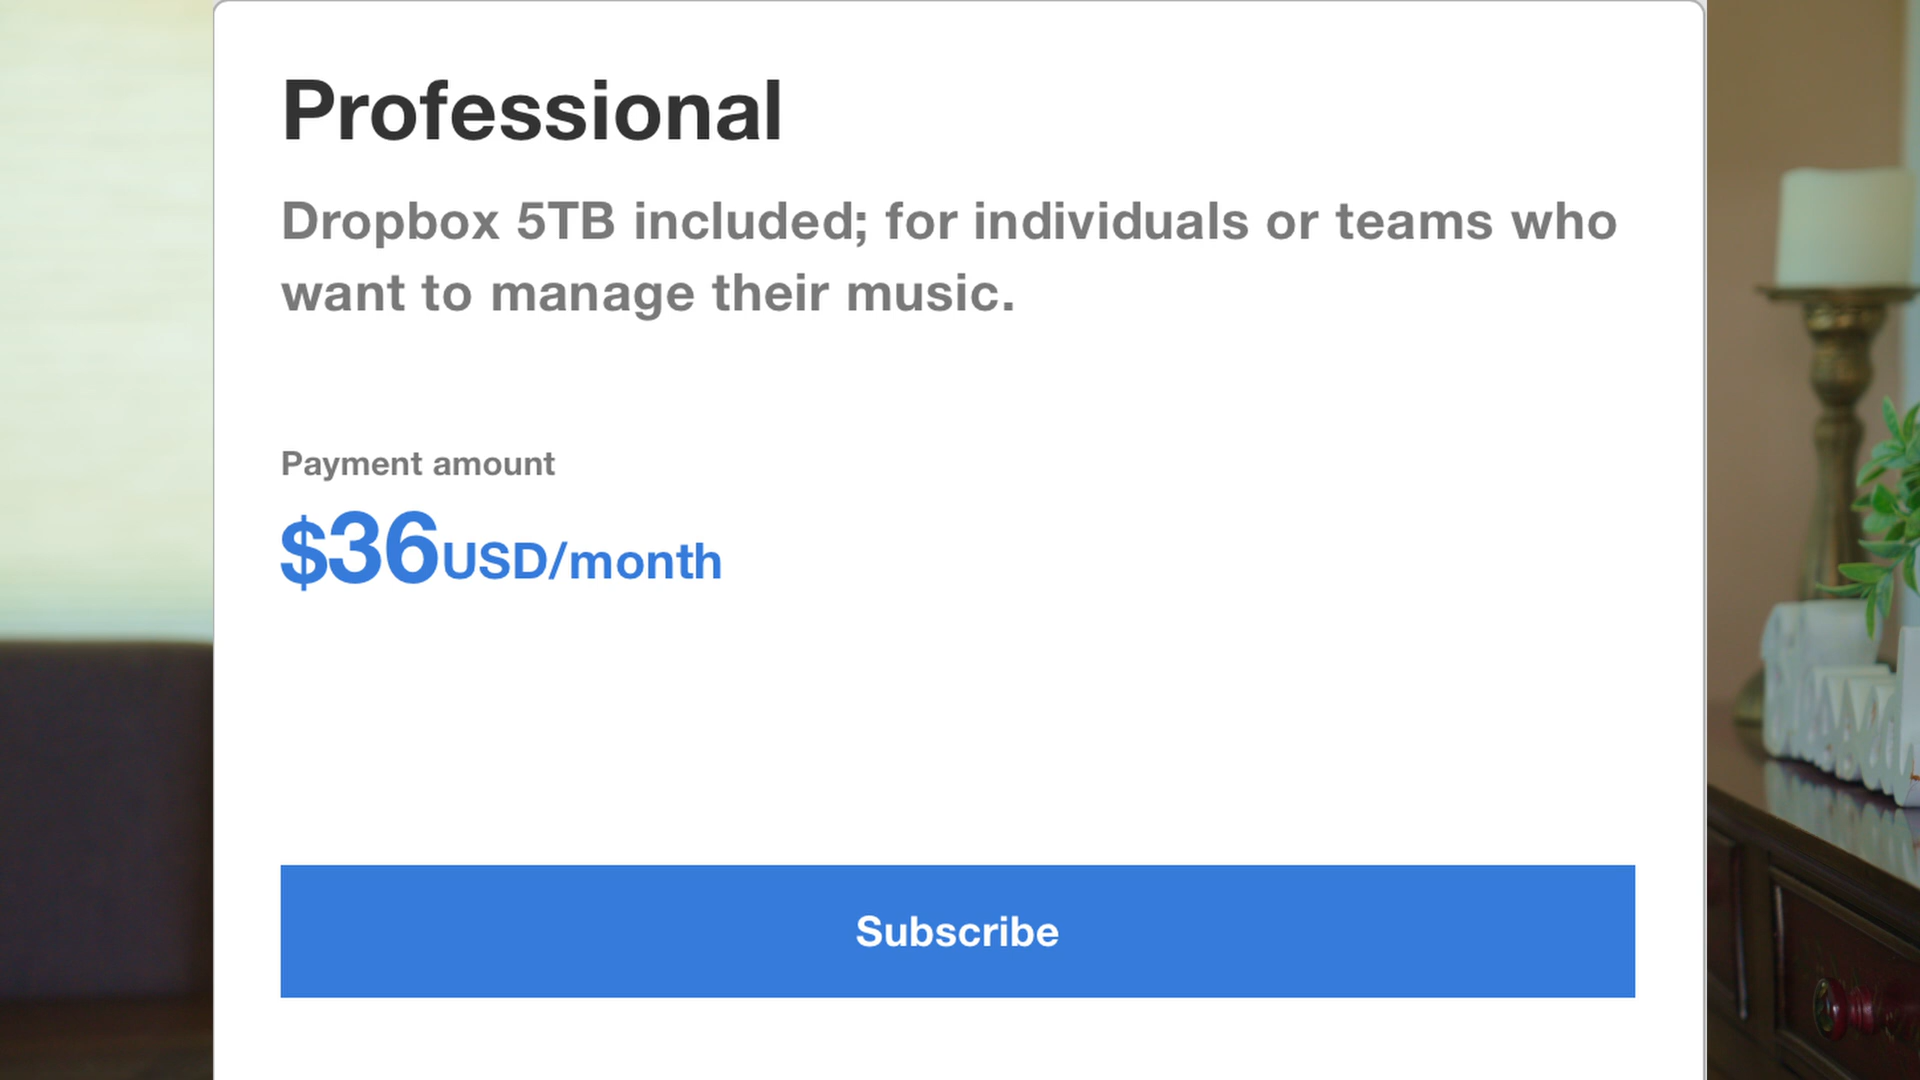 Professional
Dropbox 5TB included; for individuals or teams who
want to manage their music.
Payment amount
$36USD/month
Subscribe